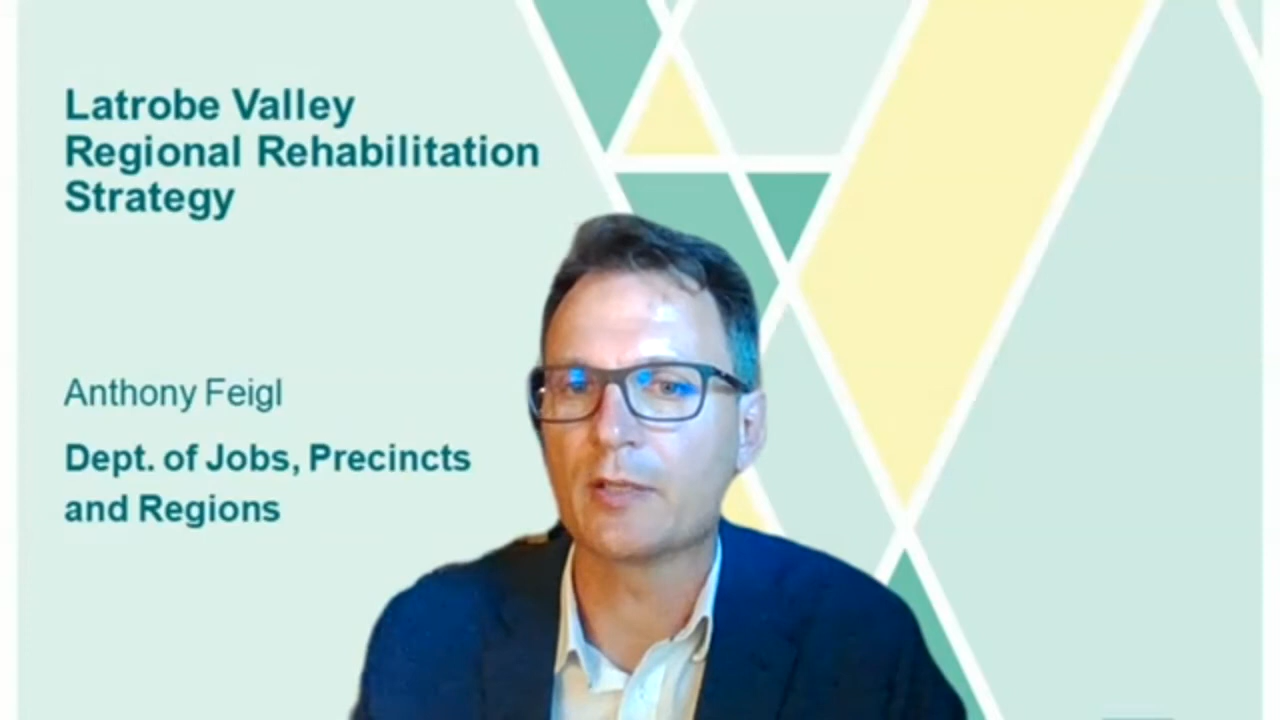 Latrobe Valley
Regional Rehabilitation
Strategy
Anthony Feigl
Dept. of Jobs, Precincts
and Regions